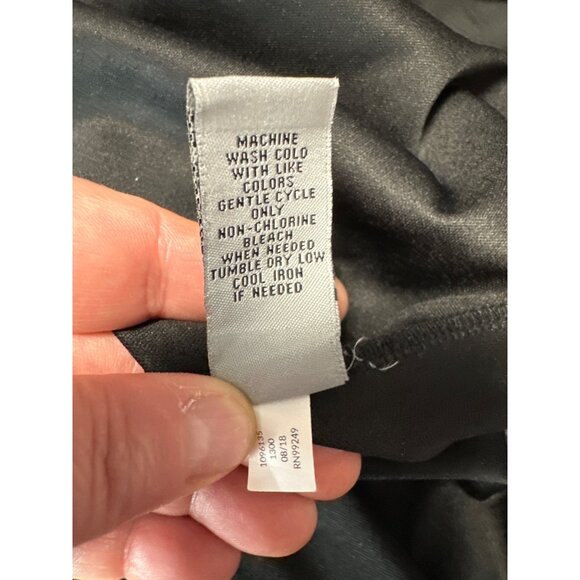 MACHINE
WASH COLD
WITH LIKE
COLORS
GENTLE CYCLE
ONLY
NON-CHLORINE
BLEACH
WHEN NEEDED
TUMBLE DRY LOW
COOL IRON
IF NEEDED
1096135
1300
08/18
RN99249